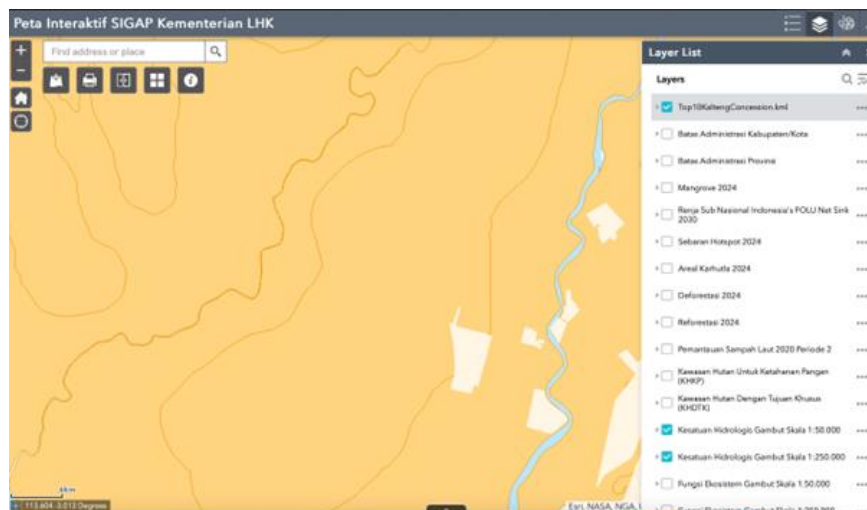 Peta Interaktif SIGAP Kementerian LHK
Find address or place
Layer List
Layers
Top10KaltengConcession.kml
Batas Administrasi Kabupaten/Kota
Batas Administrasi Provinsi
Mangrove 2024
Renja Sub Nasional Indonesia's FOLU Net Sink
2030
Sebaran Hotspot 2024
Areal Karhutla 2024
Deforestasi 2024
Reforestasi 2024
Pemantauan Sampah Laut 2020 Periode 2
Kawasan Hutan Untuk Ketahanan Pangan
(KHKP)
Kawasan Hutan Dengan Tujuan Khusus
(KHDTK)
Kesatuan Hidrologis Gambut Skala 1:50.000
Kesatuan Hidrologis Gambut Skala 1:250.000
Fungsi Ekosistem Gambut Skala 1:50.000
Esri, NASA, NGA,